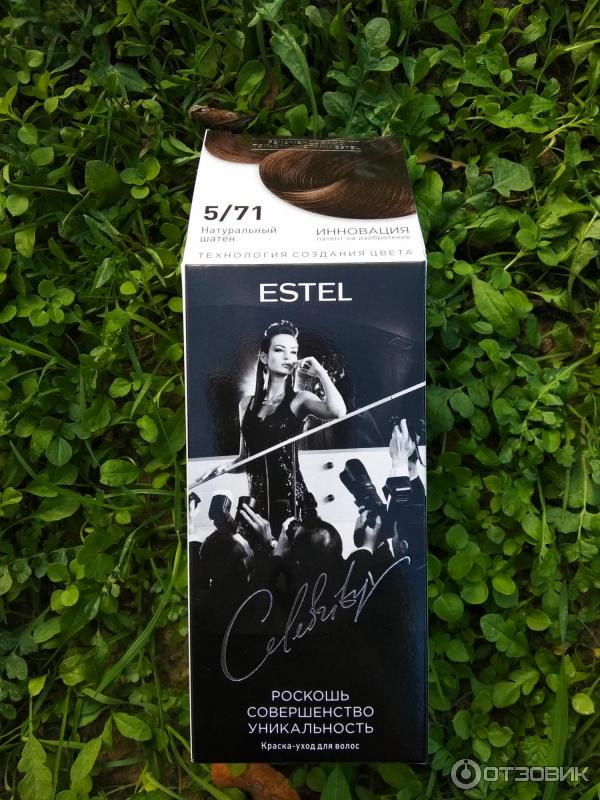 5/71
Натуральный
шатен
ИННОВАЦИЯ
патент на изобретение
ТЕХНОЛОГИЯ СОЗДАНИЯ ЦВЕТА
ESTEL
Celebrity
РОСКОШЬ
СОВЕРШЕНСТВО
УНИКАЛЬНОСТЬ
Краска-уход для волос
ОТЗОВИК